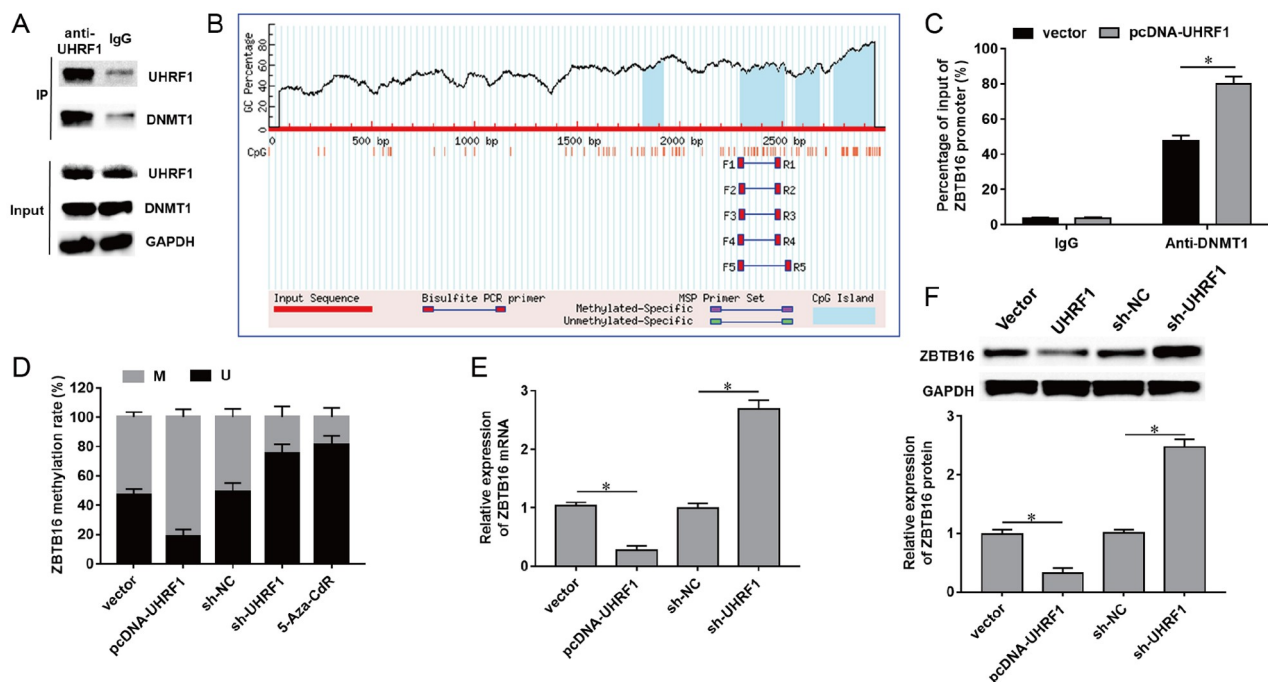 A
anti-
UHRF1
IgG
IP
UHRF1
DNMT1
Input
UHRF1
DNMT1
GAPDH
B
GC Percentage
0 20 40 60 80
0
500 bp
1000 bp
1500 bp
2000 bp
2500 bp
CpG
F1 R1
F2 R2
F3 R3
F4 R4
F5 R5
Input Sequence
Bisulfite PCR primer
MSP Primer Set
CpG Island
Methylated-Specific
Unmethylated-Specific
C
vector
pcDNA-UHRF1
Percentage of input of
ZBTB16 promoter (%)
100
80
60
40
20
0
*
IgG
Anti-DNMT1
D
M
U
ZBTB16 methylation rate (%)
120
100
80
60
40
20
0
vector
pcDNA-UHRF1
sh-NC
sh-UHRF1
5-Aza-CdR
E
Relative expression
of ZBTB16 mRNA
3
2
1
0
*
*
vector
pcDNA-UHRF1
sh-NC
sh-UHRF1
F
Vector
UHRF1
sh-NC
sh-UHRF1
ZBTB16
GAPDH
Relative expression
of ZBTB16 protein
3
2
1
0
*
*
vector
pcDNA-UHRF1
sh-NC
sh-UHRF1